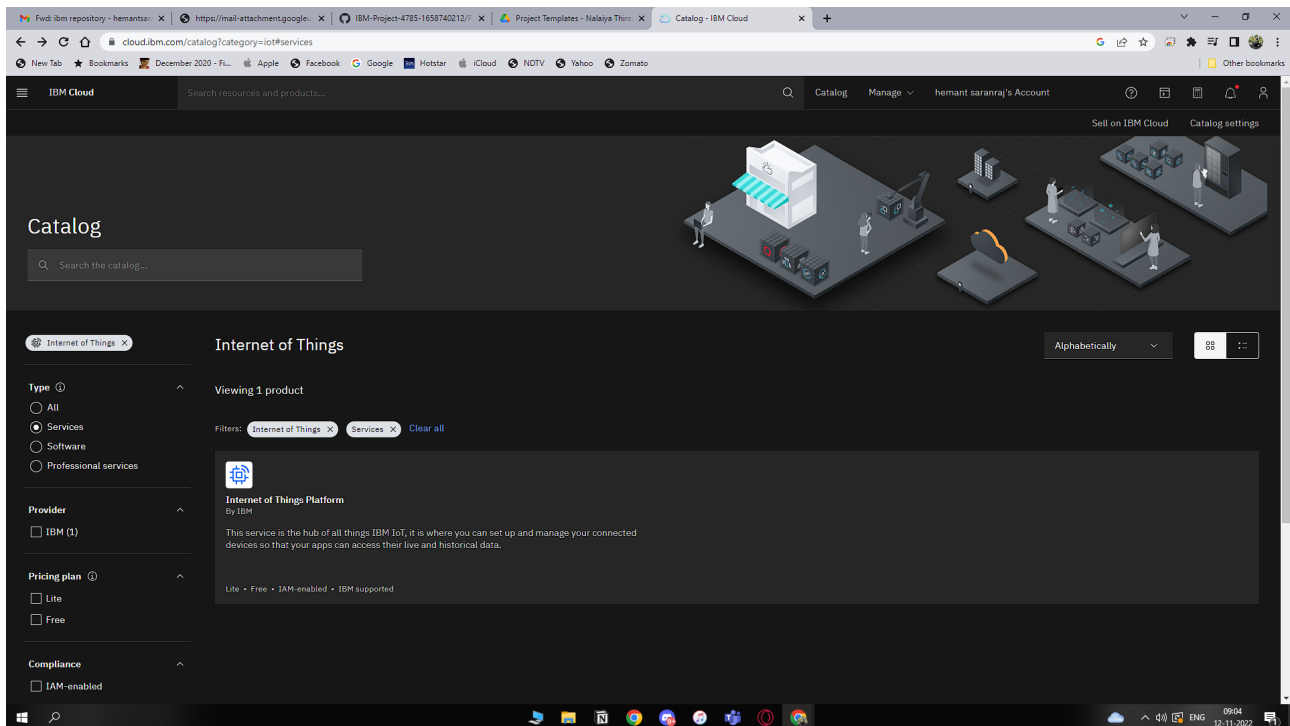 Fwd: ibm repository - hemantsar
https://mail-attachment.googleu
IBM-Project-4785-1658740212/P
Project Templates - Nalaiya Thira
Catalog - IBM Cloud
cloud.ibm.com/catalog?category=iot#services
New Tab
Bookmarks
December 2020 - Fi...
Apple
Facebook
Google
Hotstar
iCloud
NDTV
Yahoo
Zomato
Other bookmarks
IBM Cloud
Search resources and products...
Catalog
Manage
hemant saranraj's Account
Sell on IBM Cloud
Catalog settings
Catalog
Search the catalog...
Internet of Things
Type
All
Services
Software
Professional services
Provider
IBM (1)
Pricing plan
Lite
Free
Compliance
IAM-enabled
Internet of Things
Alphabetically
Viewing 1 product
Filters:
Internet of Things
Services
Clear all
Internet of Things Platform
By IBM
This service is the hub of all things IBM IoT, it is where you can set up and manage your connected
devices so that your apps can access their live and historical data.
Lite • Free • IAM-enabled • IBM supported
ENG
09:04
12-11-2022